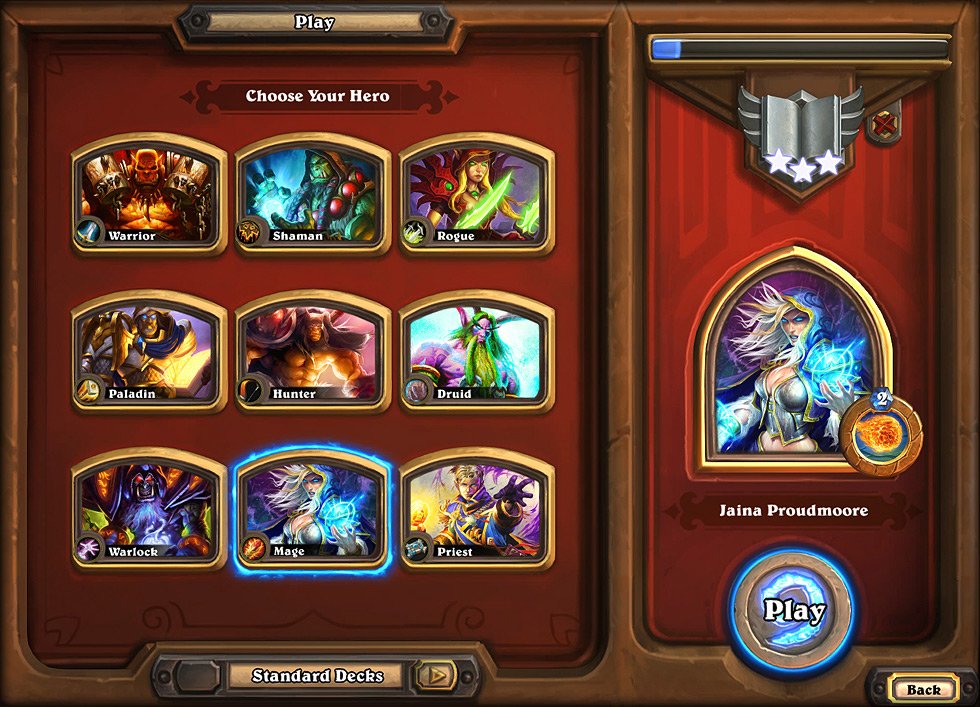 Play
Choose Your Hero
Warrior
Shaman
Rogue
Paladin
Hunter
Druid
Warlock
Mage
Priest
Standard Decks
2
Jaina Proudmoore
Play
Back